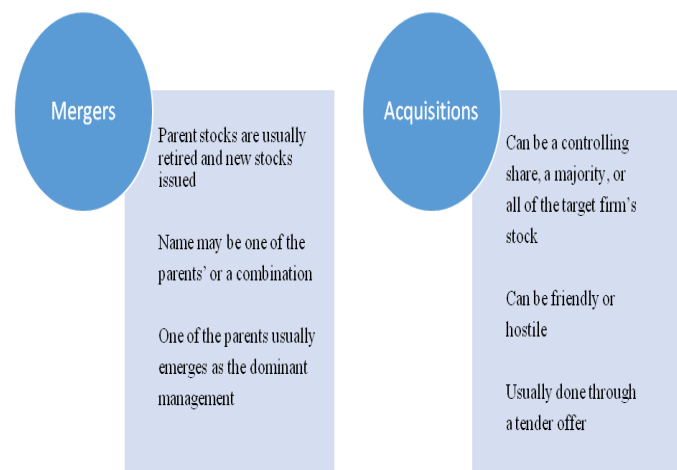 Mergers
Parent stocks are usually
retired and new stocks
issued
Name may be one of the
parents’ or a combination
One of the parents usually
emerges as the dominant
management
Acquisitions
Can be a controlling
share, a majority, or
all of the target firm’s
stock
Can be friendly or
hostile
Usually done through
a tender offer